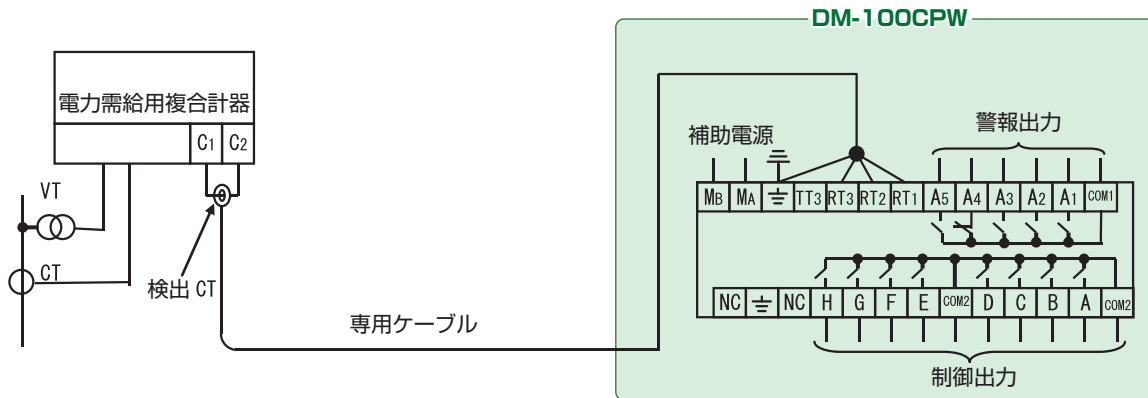 DM-100CPW
電力需給用複合計器
C1 C2
VT
CT
検出 CT
専用ケーブル
補助電源
警報出力
MB MA TT3 RT3 RT2 RT1 A5 A4 A3 A2 A1 COM1
NC NC H G F E COM2 D C B A COM2
制御出力